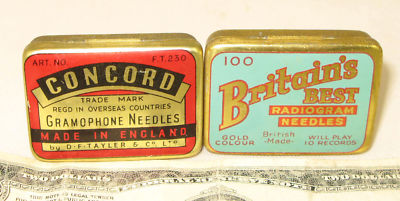 ART. NO. F.T.230
CONCORD
TRADE MARK
REGD IN OVERSEAS COUNTRIES
GRAMOPHONE NEEDLES
MADE IN ENGLAND
by D.F. TAYLER & Co. LTD
100
Britain's
BEST
RADIOGRAM
NEEDLES
GOLD COLOUR
British -Made-
WILL PLAY 10 RECORDS